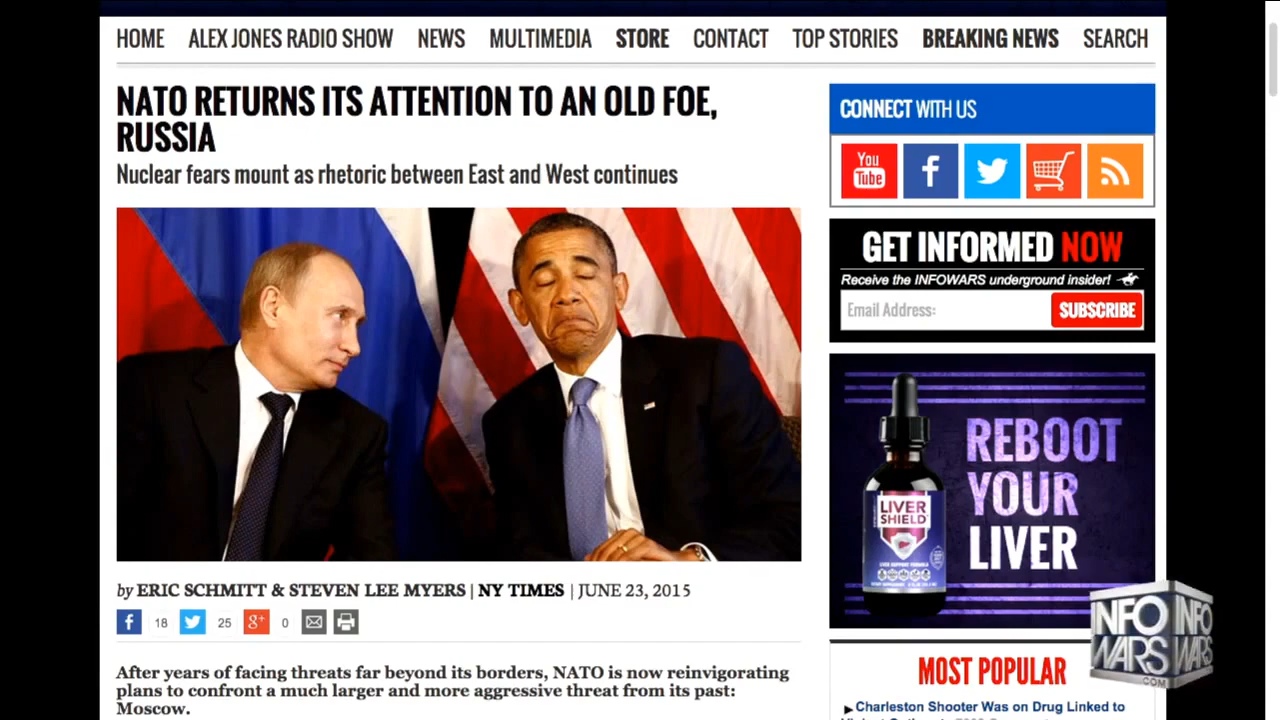 HOME ALEX JONES RADIO SHOW NEWS MULTIMEDIA STORE CONTACT TOP STORIES BREAKING NEWS SEARCH
NATO RETURNS ITS ATTENTION TO AN OLD FOE,
RUSSIA
Nuclear fears mount as rhetoric between East and West continues
by ERIC SCHMITT & STEVEN LEE MYERS | NY TIMES | JUNE 23, 2015
18 25 g+ 0
After years of facing threats far beyond its borders, NATO is now reinvigorating
plans to confront a much larger and more aggressive threat from its past:
Moscow.
CONNECT WITH US
You
Tube
GET INFORMED NOW
Receive the INFOWARS underground insider!
Email Address:
SUBSCRIBE
REBOOT
YOUR
LIVER
LIVER
SHIELD
INFO INFO
WARS WARS
.COM
MOST POPULAR
Charleston Shooter Was on Drug Linked to